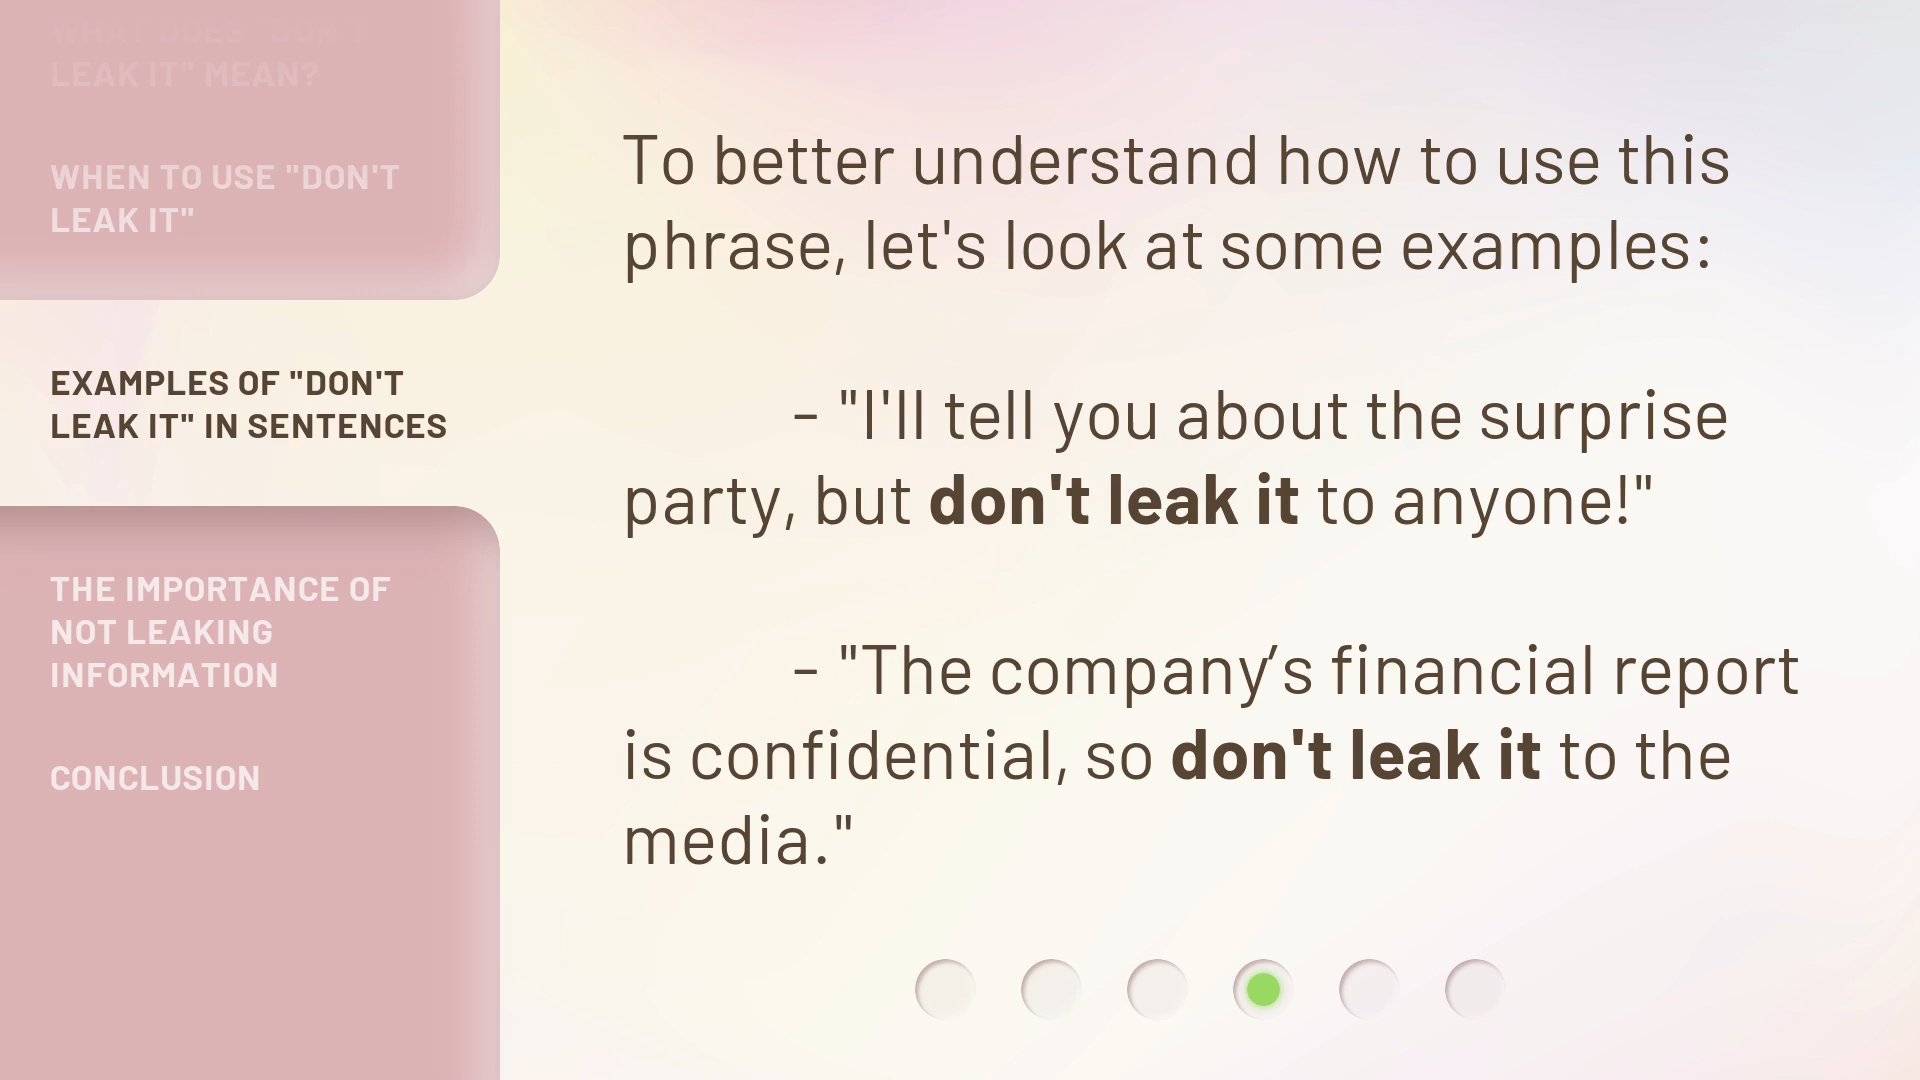 WHAT DOES "DON'T
LEAK IT" MEAN?
WHEN TO USE "DON'T
LEAK IT"
EXAMPLES OF "DON'T
LEAK IT" IN SENTENCES
THE IMPORTANCE OF
NOT LEAKING
INFORMATION
CONCLUSION
To better understand how to use this
phrase, let's look at some examples:
- "I'll tell you about the surprise
party, but don't leak it to anyone!"
- "The company’s financial report
is confidential, so don't leak it to the
media."